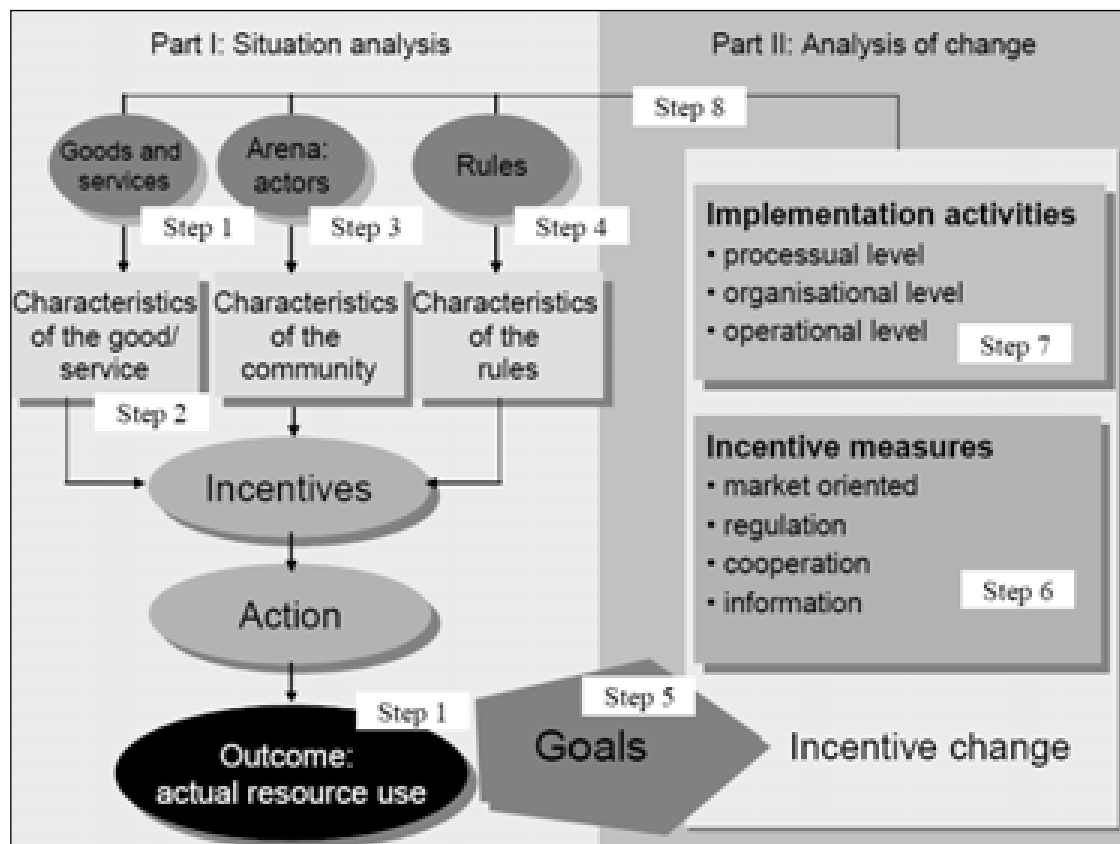 Part I: Situation analysis
Part II: Analysis of change
Step 8
Goods and
services
Step 1
Arena:
actors
Step 3
Rules
Step 4
Characteristics
of the good/
service
Step 2
Characteristics
of the
community
Characteristics
of the
rules
Incentives
Action
Step 1
Outcome:
actual resource use
Step 5
Goals
Implementation activities
• processual level
• organisational level
• operational level
Step 7
Incentive measures
• market oriented
• regulation
• cooperation
• information
Step 6
Incentive change